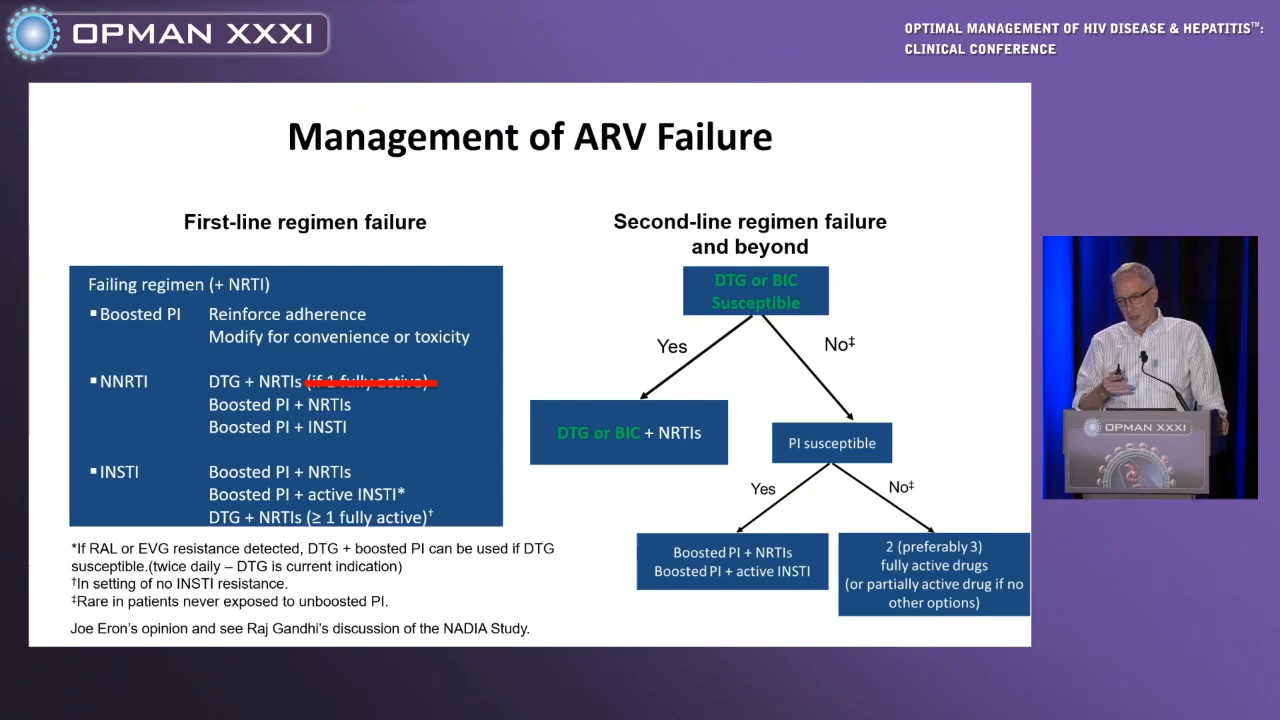 OPMAN XXXI
OPTIMAL MANAGEMENT OF HIV DISEASE & HEPATITIS™:
CLINICAL CONFERENCE
Management of ARV Failure
First-line regimen failure
Failing regimen (+ NRTI)
▪Boosted PI Reinforce adherence
Modify for convenience or toxicity
▪NNRTI DTG + NRTIs (if 1 fully active)
Boosted PI + NRTIs
Boosted PI + INSTI
▪INSTI Boosted PI + NRTIs
Boosted PI + active INSTI*
DTG + NRTIs (≥ 1 fully active)†
*If RAL or EVG resistance detected, DTG + boosted PI can be used if DTG
susceptible.(twice daily – DTG is current indication)
†In setting of no INSTI resistance.
‡Rare in patients never exposed to unboosted PI.
Joe Eron's opinion and see Raj Gandhi's discussion of the NADIA Study.
Second-line regimen failure
and beyond
DTG or BIC
Susceptible
Yes
No‡
DTG or BIC + NRTIs
PI susceptible
Yes
No‡
Boosted PI + NRTIs
Boosted PI + active INSTI
2 (preferably 3)
fully active drugs
(or partially active drug if no
other options)
OPMAN XXXI